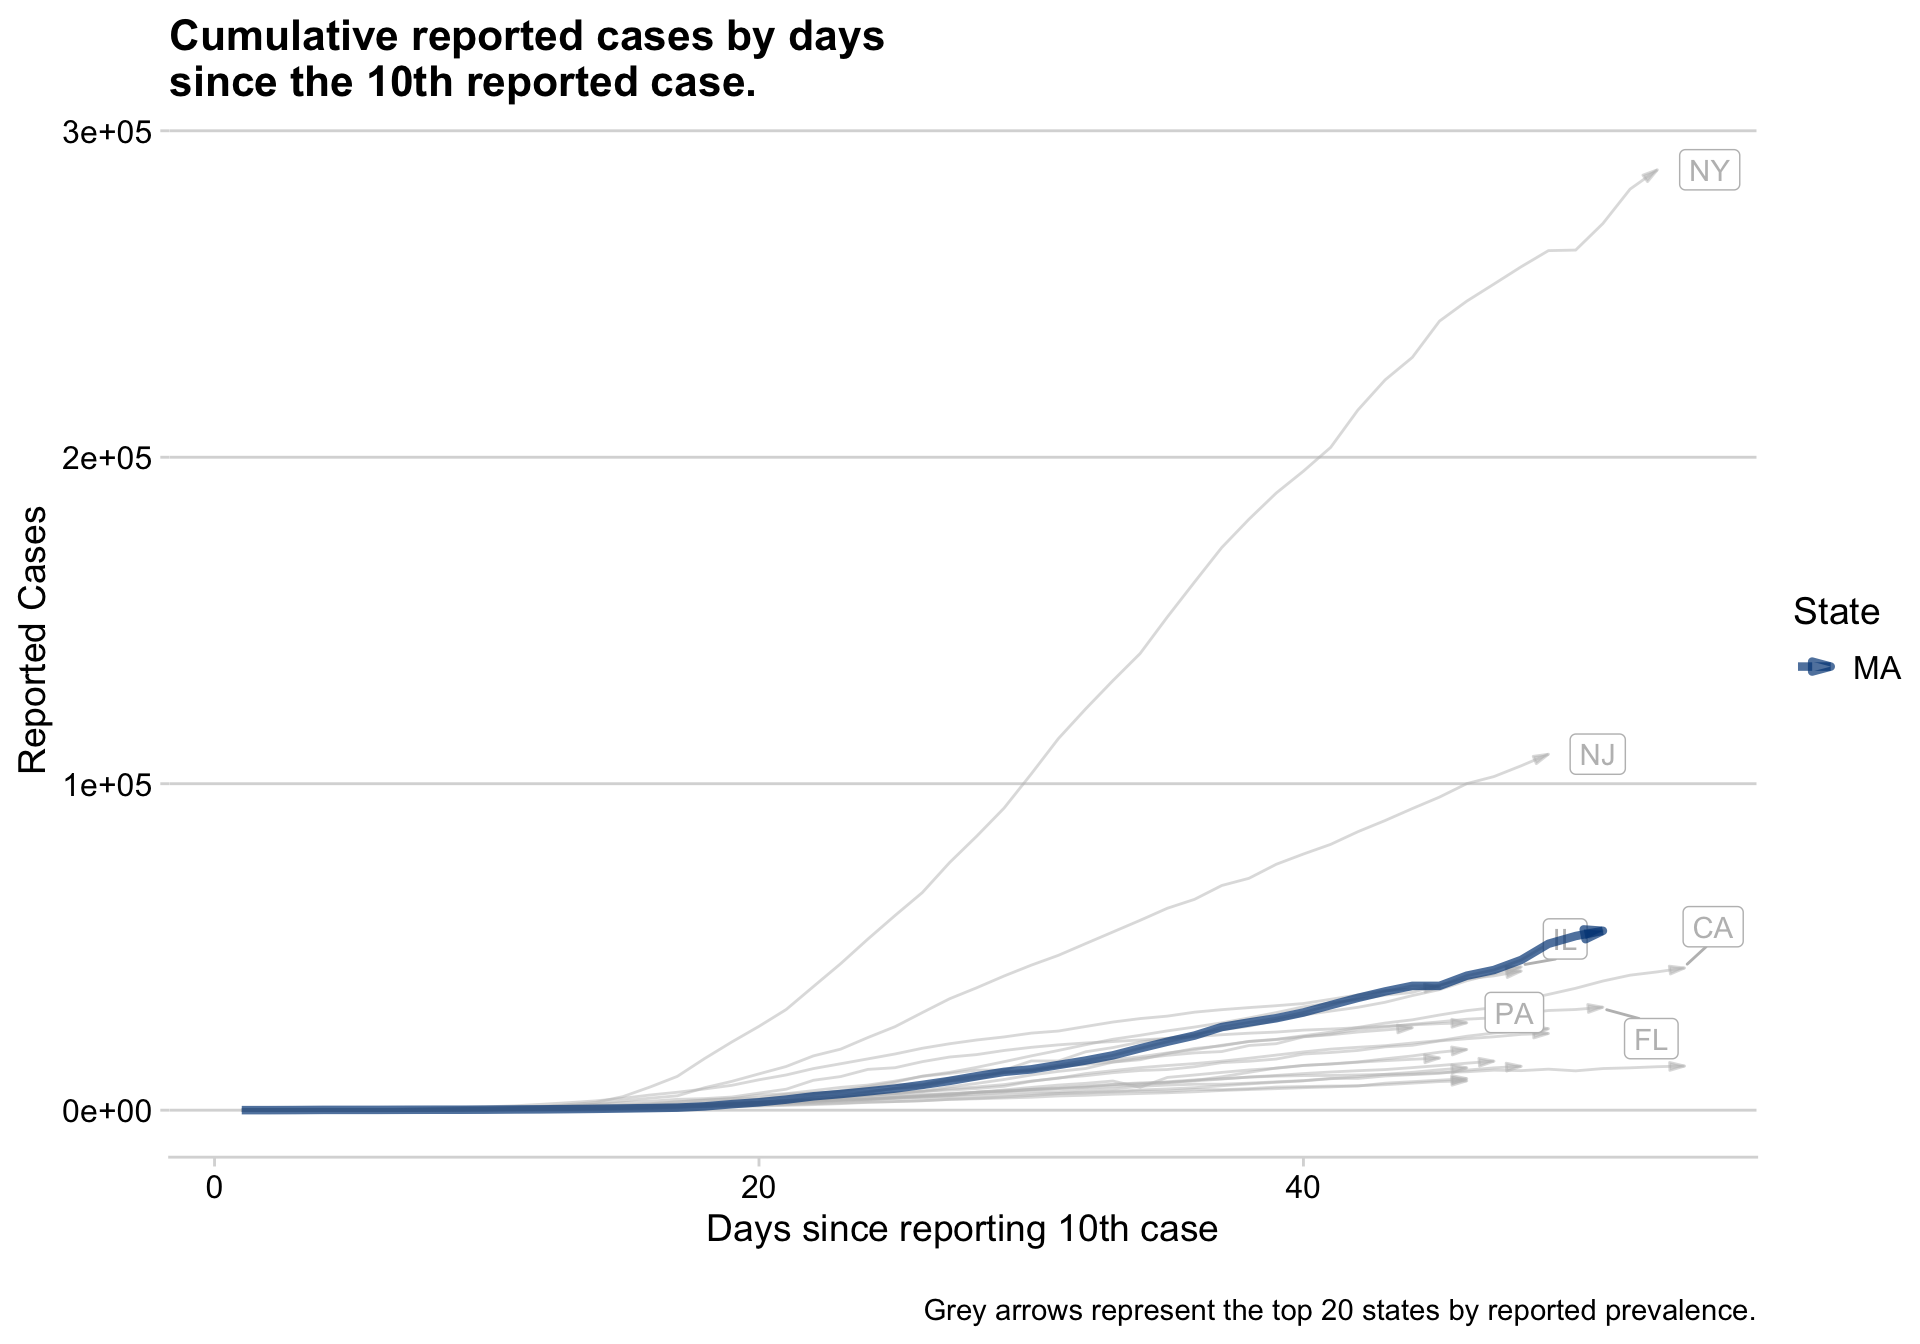 Cumulative reported cases by days
since the 10th reported case.
3e+05
NY
2e+05
Reported Cases
State
MA
NJ
1e+05
CA
IL
PA
FL
0e+00
0
20
40
Days since reporting 10th case
Grey arrows represent the top 20 states by reported prevalence.